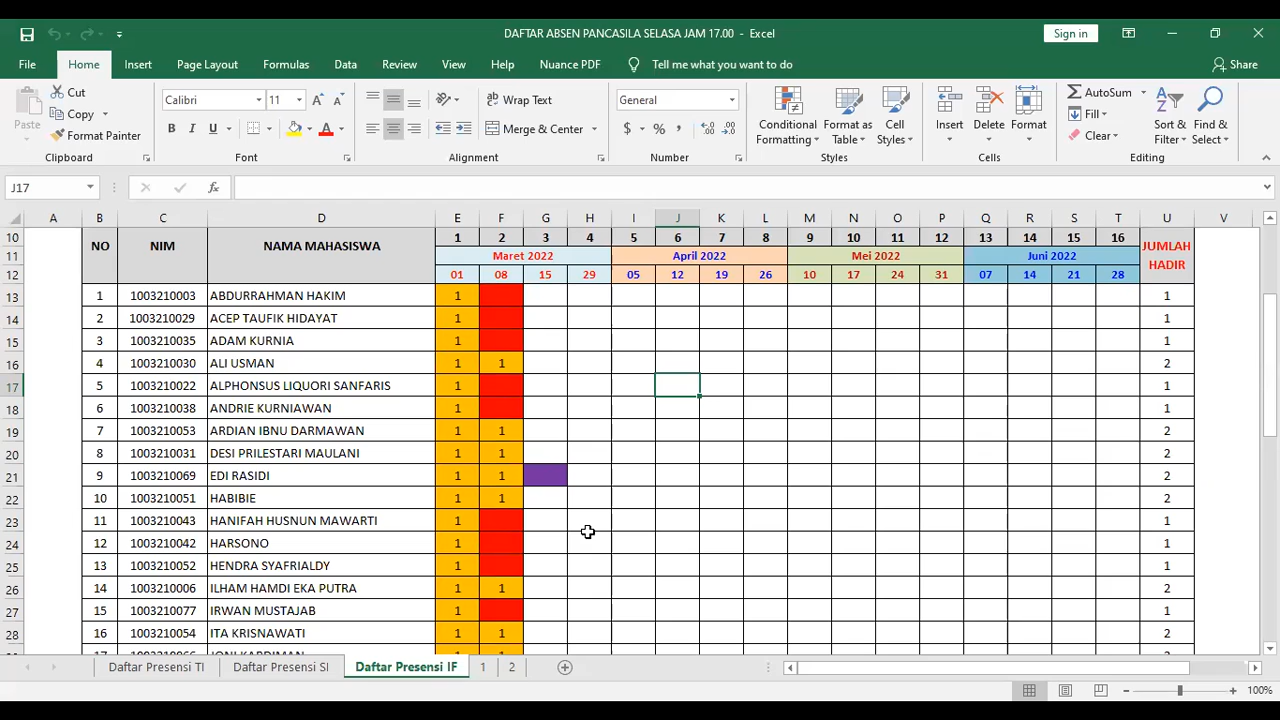 DAFTAR ABSEN PANCASILA SELASA JAM 17.00 - Excel
Sign in
File Home Insert Page Layout Formulas Data Review View Help Nuance PDF Tell me what you want to do Share
Paste
Cut
Copy
Format Painter
Clipboard
Calibri 11
B I U
Font
Wrap Text
Merge & Center
Alignment
General
$ % ,
Number
Conditional Formatting
Format as Table
Cell Styles
Styles
Insert Delete Format
Cells
AutoSum
Fill
Clear
Sort & Filter
Find & Select
Editing
J17 fx
A B C D E F G H I J K L M N O P Q R S T U V
10 NO NIM NAMA MAHASISWA 1 2 3 4 5 6 7 8 9 10 11 12 13 14 15 16 JUMLAH HADIR
11 Maret 2022 April 2022 Mei 2022 Juni 2022
12 01 08 15 29 05 12 19 26 10 17 24 31 07 14 21 28
13 1 1003210003 ABDURRAHMAN HAKIM 1 1
14 2 1003210029 ACEP TAUFIK HIDAYAT 1 1
15 3 1003210035 ADAM KURNIA 1 1
16 4 1003210030 ALI USMAN 1 1 2
17 5 1003210022 ALPHONSUS LIQUORI SANFARIS 1 1
18 6 1003210038 ANDRIE KURNIAWAN 1 1
19 7 1003210053 ARDIAN IBNU DARMAWAN 1 1 2
20 8 1003210031 DESI PRILESTARI MAULANI 1 1 2
21 9 1003210069 EDI RASIDI 1 1 2
22 10 1003210051 HABIBIE 1 1 2
23 11 1003210043 HANIFAH HUSNUN MAWARTI 1 1
24 12 1003210042 HARSONO 1 1
25 13 1003210052 HENDRA SYAFRIALDY 1 1
26 14 1003210006 ILHAM HAMDI EKA PUTRA 1 1 2
27 15 1003210077 IRWAN MUSTAJAB 1 1
28 16 1003210054 ITA KRISNAWATI 1 1 2
Daftar Presensi TI Daftar Presensi SI Daftar Presensi IF 1 2
100%